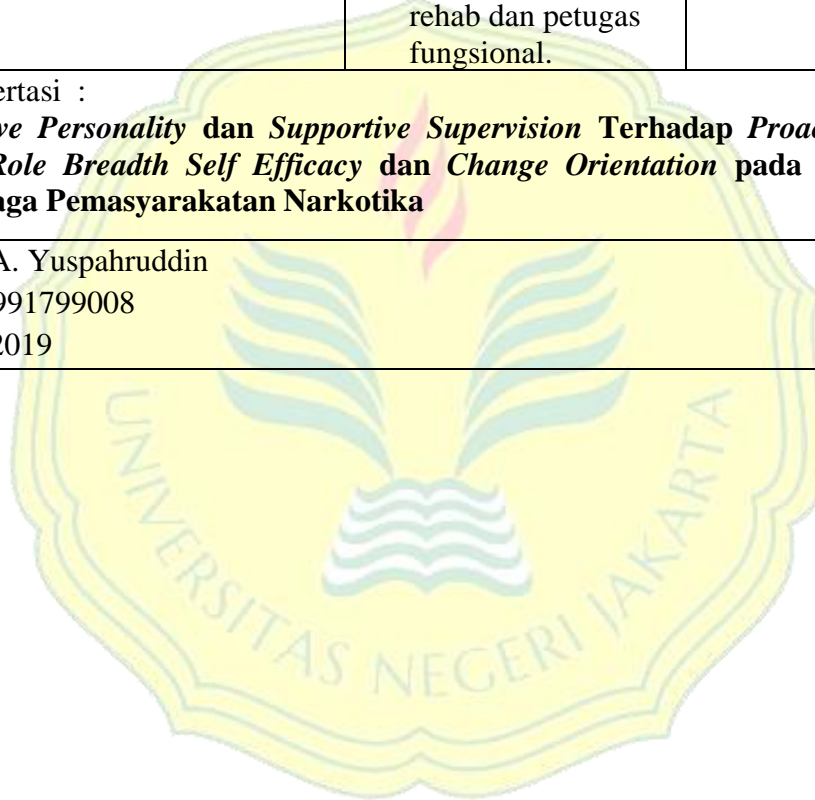 rehab dan petugas
fungsional.
ertasi :
ve Personality dan Supportive Supervision Terhadap Proac
Role Breadth Self Efficacy dan Change Orientation pada
aga Pemasyarakatan Narkotika
A. Yuspahruddin
991799008
2019
UNIVERSITAS NEGERI JAKARTA